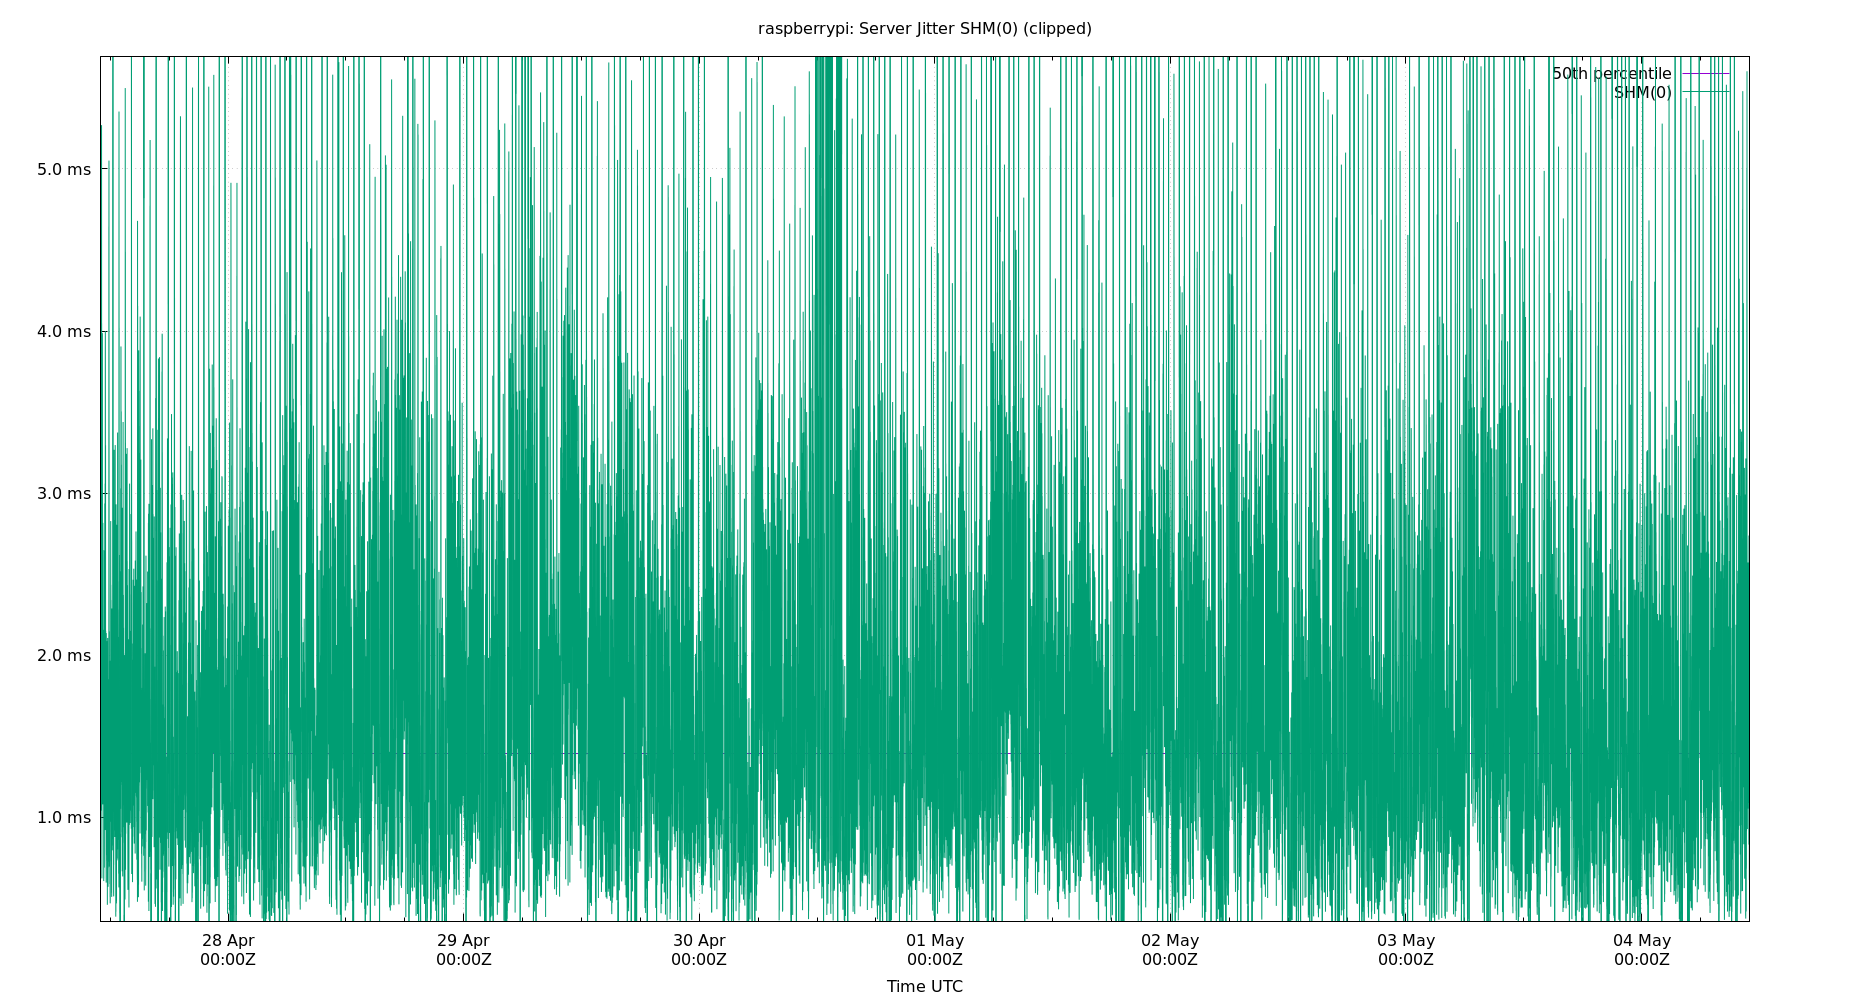 raspberrypi: Server Jitter SHM(0) (clipped)
50th percentile
SHM(0)
5.0 ms
4.0 ms
3.0 ms
2.0 ms
1.0 ms
28 Apr 29 Apr 30 Apr 01 May 02 May 03 May 04 May
00:00Z 00:00Z 00:00Z 00:00Z 00:00Z 00:00Z 00:00Z
Time UTC